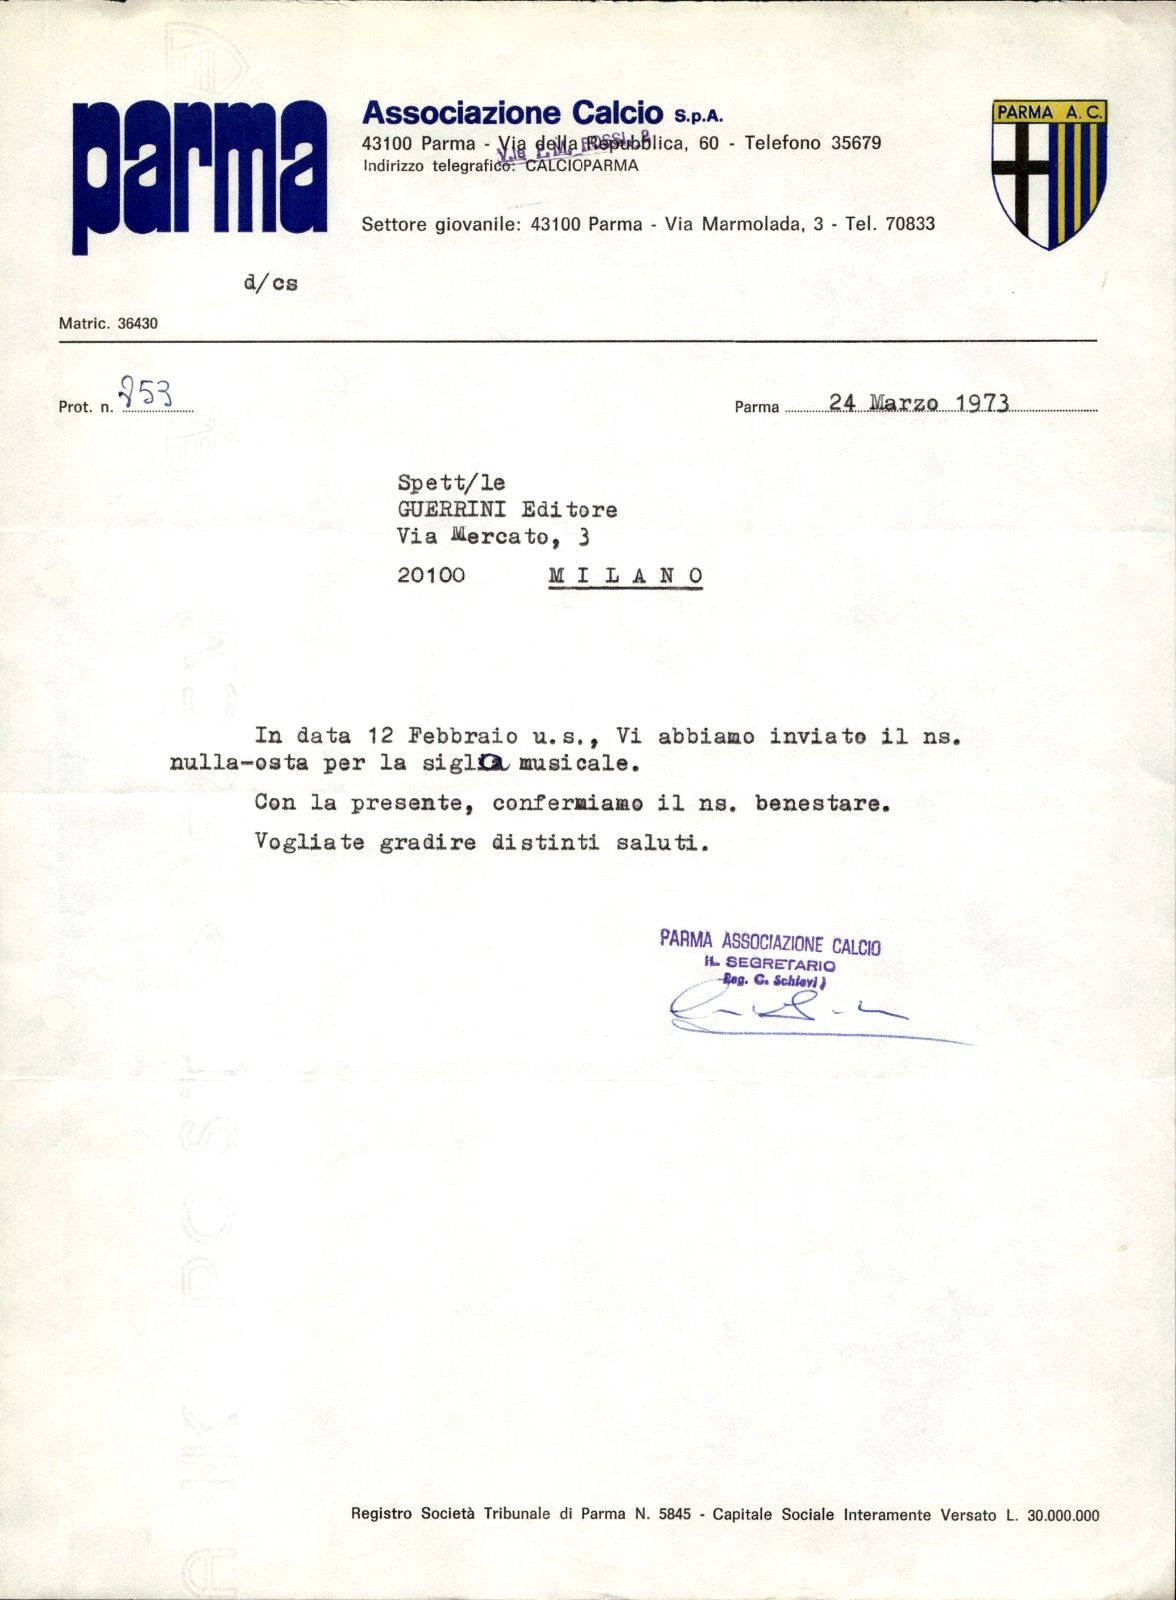 parma
Associazione Calcio S.p.A.
43100 Parma - Via della Repubblica, 60 - Telefono 35679
V.le
Indirizzo telegrafico: CALCIOPARMA
Settore giovanile: 43100 Parma - Via Marmolada, 3 - Tel. 70833
PARMA A. C.
d/cs
Matric. 36430
Prot. n. 853
Parma 24 Marzo 1973
Spett/le
GUERRINI Editore
Via Mercato, 3
20100 M I L A N O
In data 12 Febbraio u.s., Vi abbiamo inviato il ns.
nulla-osta per la sigla musicale.
Con la presente, confermiamo il ns. benestare.
Vogliate gradire distinti saluti.
PARMA ASSOCIAZIONE CALCIO
IL SEGRETARIO
Rag. G. Schiavi)
Registro Società Tribunale di Parma N. 5845 - Capitale Sociale Interamente Versato L. 30.000.000